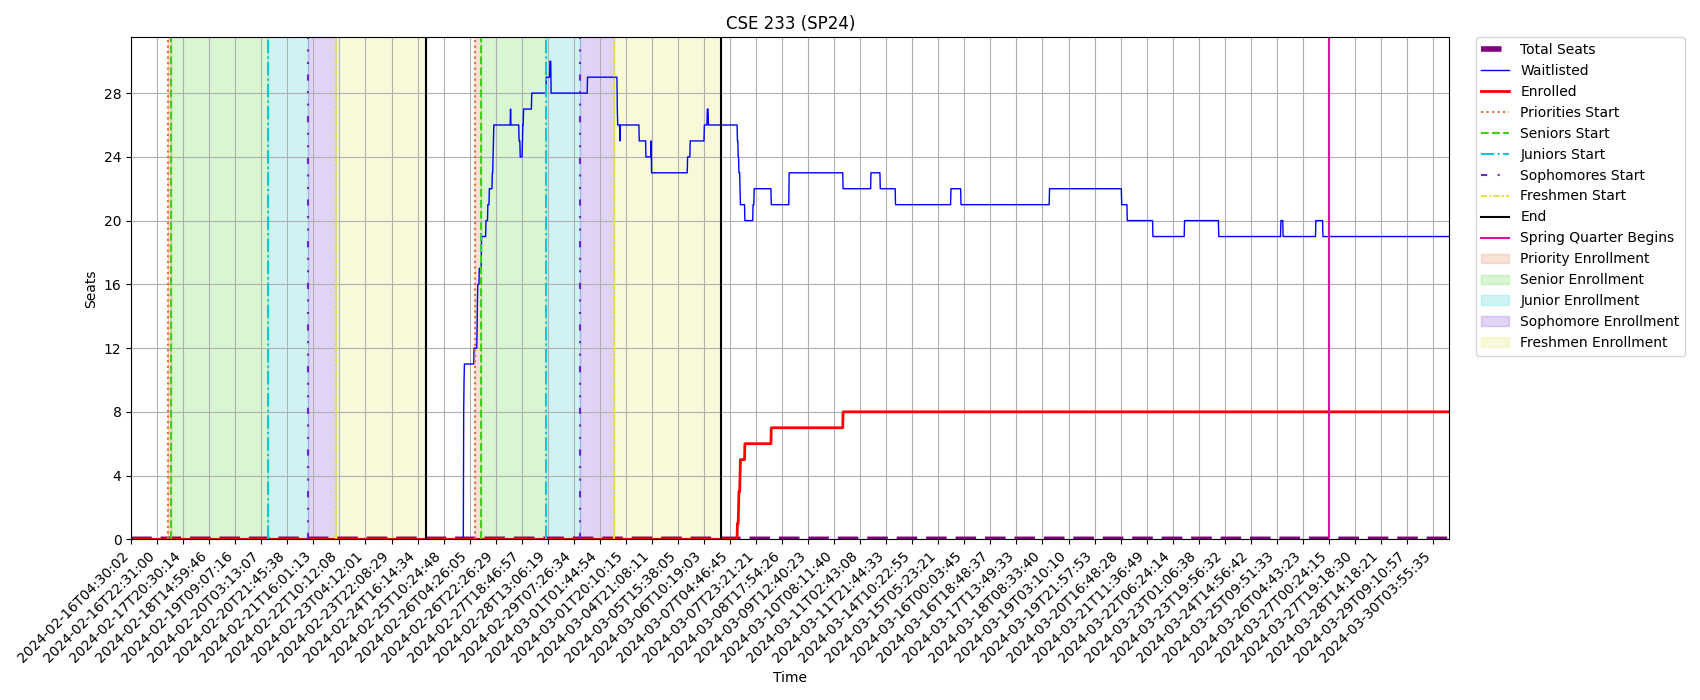 CSE 233 (SP24)
Seats
28
24
20
16
12
8
4
0
2024-02-16T04:30:02
2024-02-16T22:31:00
2024-02-17T20:30:14
2024-02-18T14:59:46
2024-02-19T09:07:16
2024-02-20T03:13:07
2024-02-20T21:45:38
2024-02-21T16:01:13
2024-02-22T10:12:08
2024-02-23T04:12:01
2024-02-23T22:08:29
2024-02-24T16:14:34
2024-02-25T10:24:48
2024-02-26T05:26:05
2024-02-26T22:26:29
2024-02-27T18:46:57
2024-02-28T13:06:19
2024-02-29T07:26:34
2024-03-01T01:44:54
2024-03-01T20:10:15
2024-03-04T21:08:11
2024-03-05T15:38:05
2024-03-06T10:19:03
2024-03-07T04:46:45
2024-03-07T23:21:21
2024-03-08T17:54:26
2024-03-09T12:40:23
2024-03-10T08:11:40
2024-03-11T02:43:08
2024-03-11T21:44:33
2024-03-14T10:22:55
2024-03-15T05:23:21
2024-03-16T00:03:45
2024-03-16T18:48:37
2024-03-17T13:49:33
2024-03-18T08:33:40
2024-03-19T03:10:10
2024-03-19T21:57:53
2024-03-20T16:48:28
2024-03-21T11:36:49
2024-03-22T06:24:14
2024-03-23T01:06:38
2024-03-23T19:56:32
2024-03-24T14:56:42
2024-03-25T09:51:33
2024-03-26T04:43:23
2024-03-27T00:24:15
2024-03-27T19:18:30
2024-03-28T14:18:21
2024-03-29T09:10:57
2024-03-30T03:55:35
Time
Total Seats
Waitlisted
Enrolled
Priorities Start
Seniors Start
Juniors Start
Sophomores Start
Freshmen Start
End
Spring Quarter Begins
Priority Enrollment
Senior Enrollment
Junior Enrollment
Sophomore Enrollment
Freshmen Enrollment